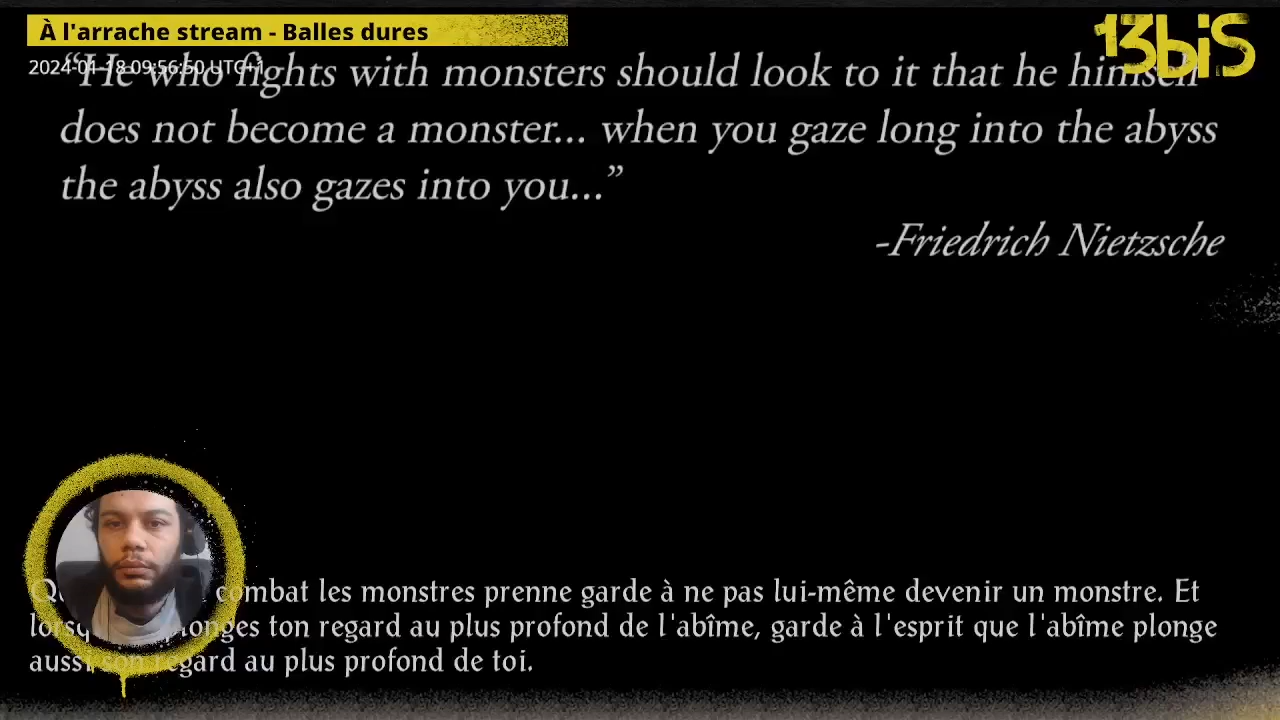 À l'arrache stream - Balles dures
13biS
2024-01-18 09:56:50 UTC+1
“He who fights with monsters should look to it that he himself
does not become a monster... when you gaze long into the abyss
the abyss also gazes into you...”
-Friedrich Nietzsche
combat les monstres prenne garde à ne pas lui-même devenir un monstre. Et
plonges ton regard au plus profond de l'abîme, garde à l'esprit que l'abîme plonge
aussi son regard au plus profond de toi.